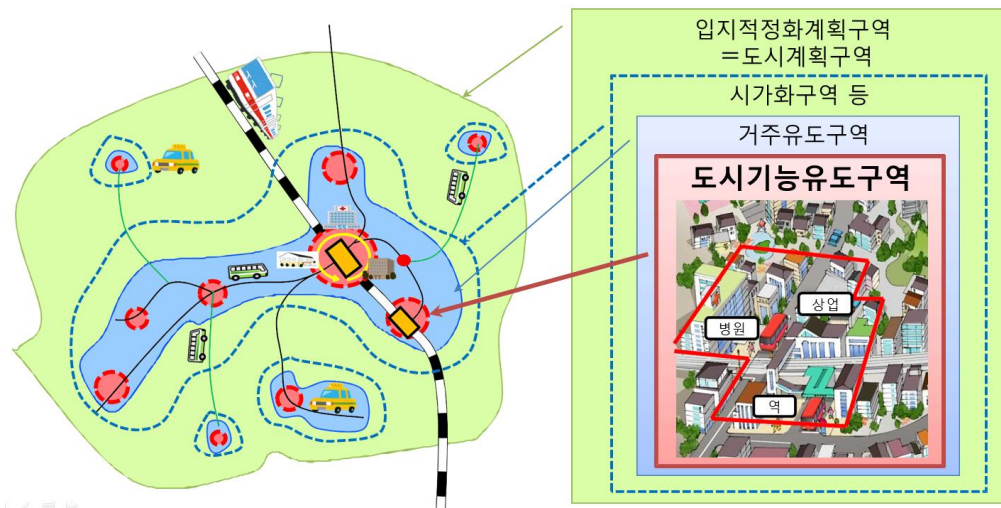 입지적정화계획구역
=도시계획구역
시가화구역 등
거주유도구역
도시기능유도구역
상업
병원
역